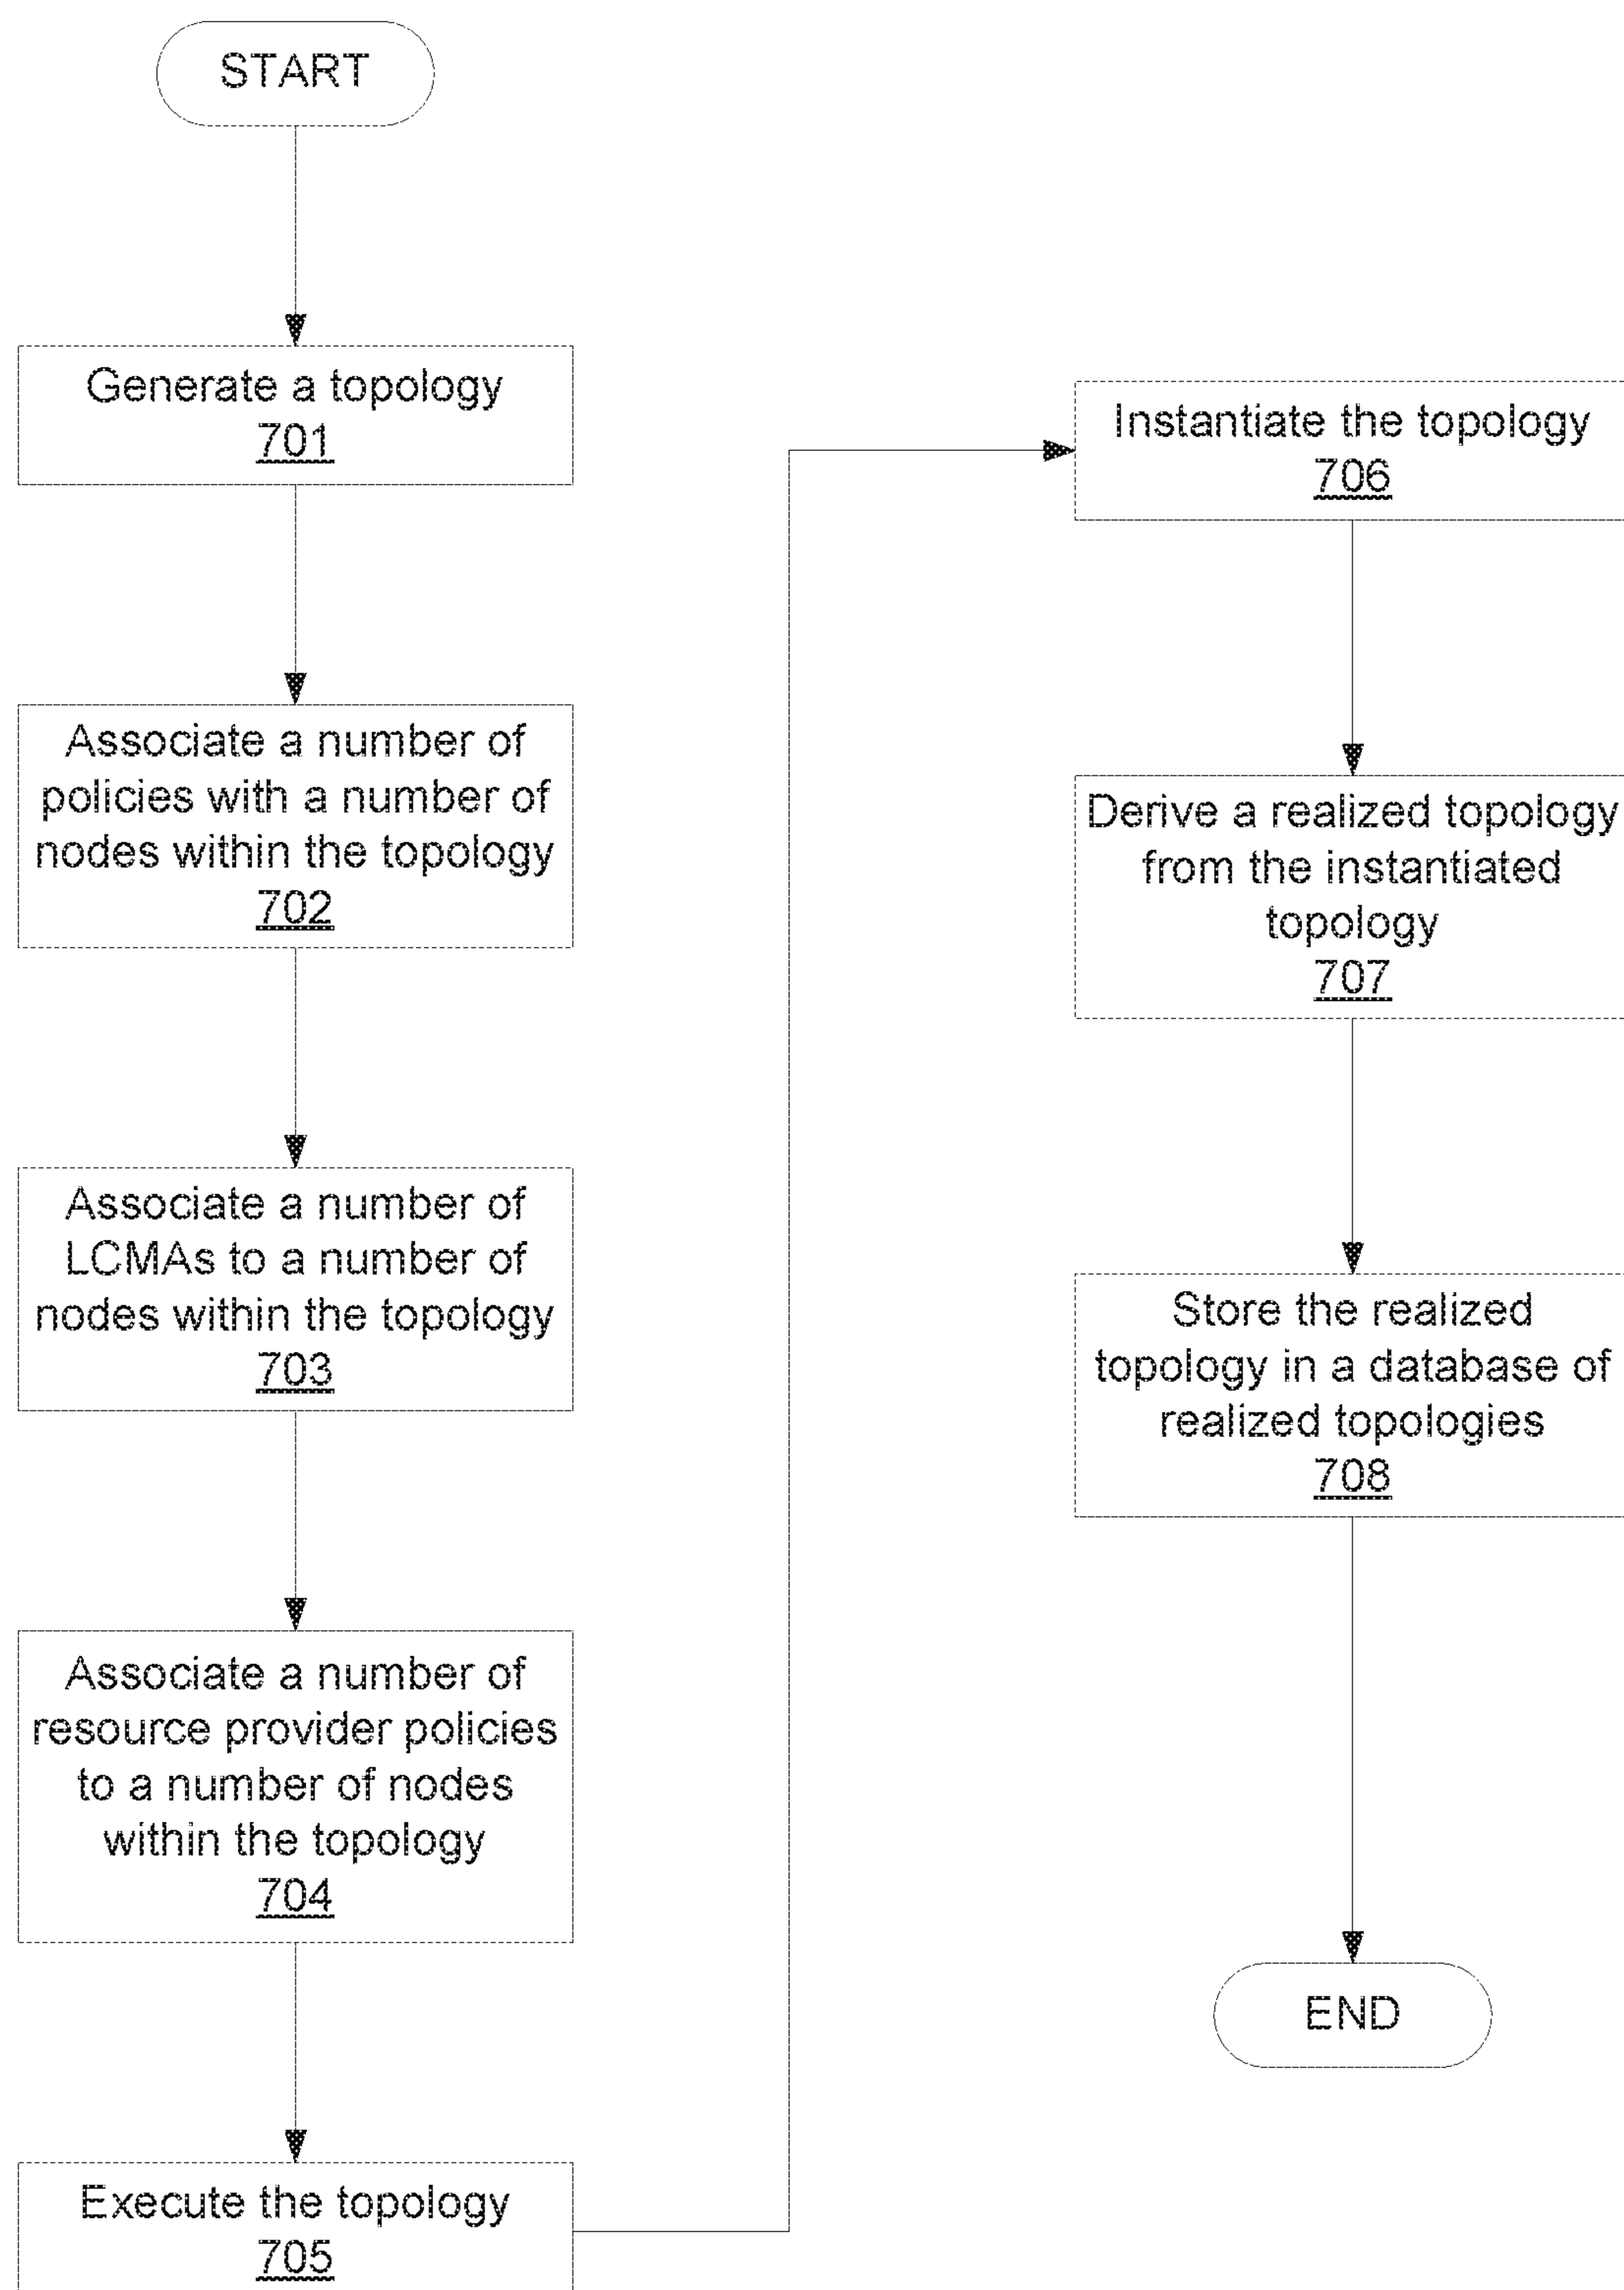 START
Generate a topology
701
Associate a number of
policies with a number of
nodes within the topology
702
Associate a number of
LCMAs to a number of
nodes within the topology
703
Associate a number of
resource provider policies
to a number of nodes
within the topology
704
Execute the topology
705
Instantiate the topology
706
Derive a realized topology
from the instantiated
topology
707
Store the realized
topology in a database of
realized topologies
708
END